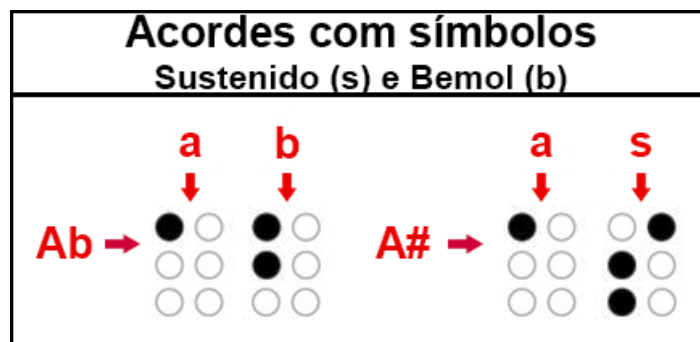 Acordes com símbolos
Sustenido (s) e Bemol (b)
a b a s
Ab A#